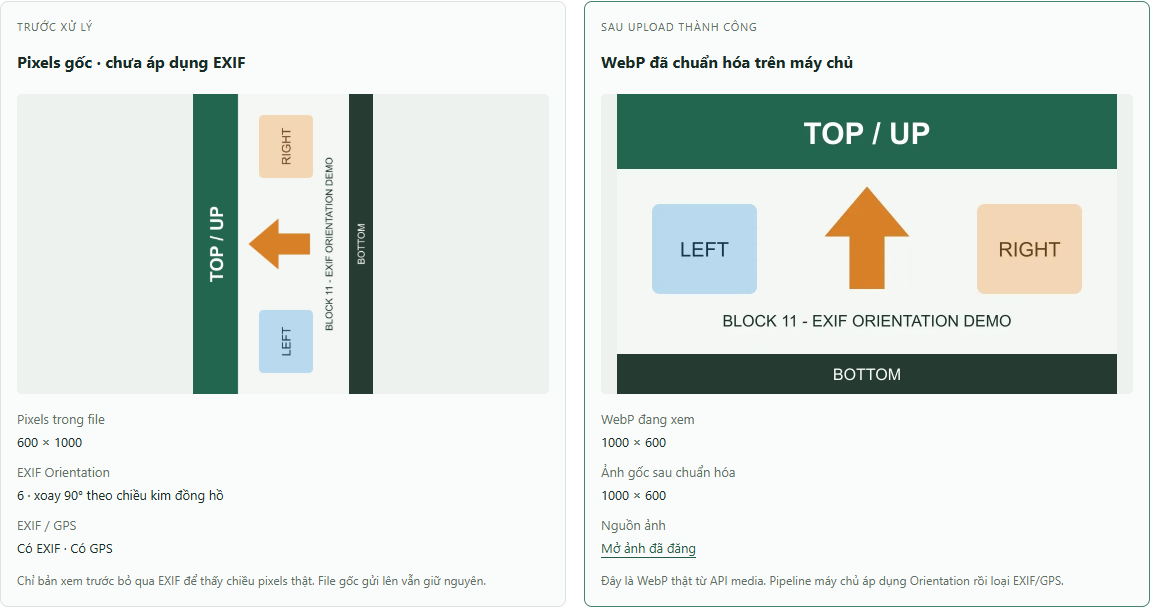 TRƯỚC XỬ LÝ
Pixels gốc · chưa áp dụng EXIF
TOP / UP
RIGHT
LEFT
BLOCK 11 - EXIF ORIENTATION DEMO
BOTTOM
Pixels trong file
600 × 1000
EXIF Orientation
6 · xoay 90° theo chiều kim đồng hồ
EXIF / GPS
Có EXIF · Có GPS
Chỉ bản xem trước bỏ qua EXIF để thấy chiều pixels thật. File gốc gửi lên vẫn giữ nguyên.
SAU UPLOAD THÀNH CÔNG
WebP đã chuẩn hóa trên máy chủ
TOP / UP
LEFT
RIGHT
BLOCK 11 - EXIF ORIENTATION DEMO
BOTTOM
WebP đang xem
1000 × 600
Ảnh gốc sau chuẩn hóa
1000 × 600
Nguồn ảnh
Mở ảnh đã đăng
Đây là WebP thật từ API media. Pipeline máy chủ áp dụng Orientation rồi loại EXIF/GPS.